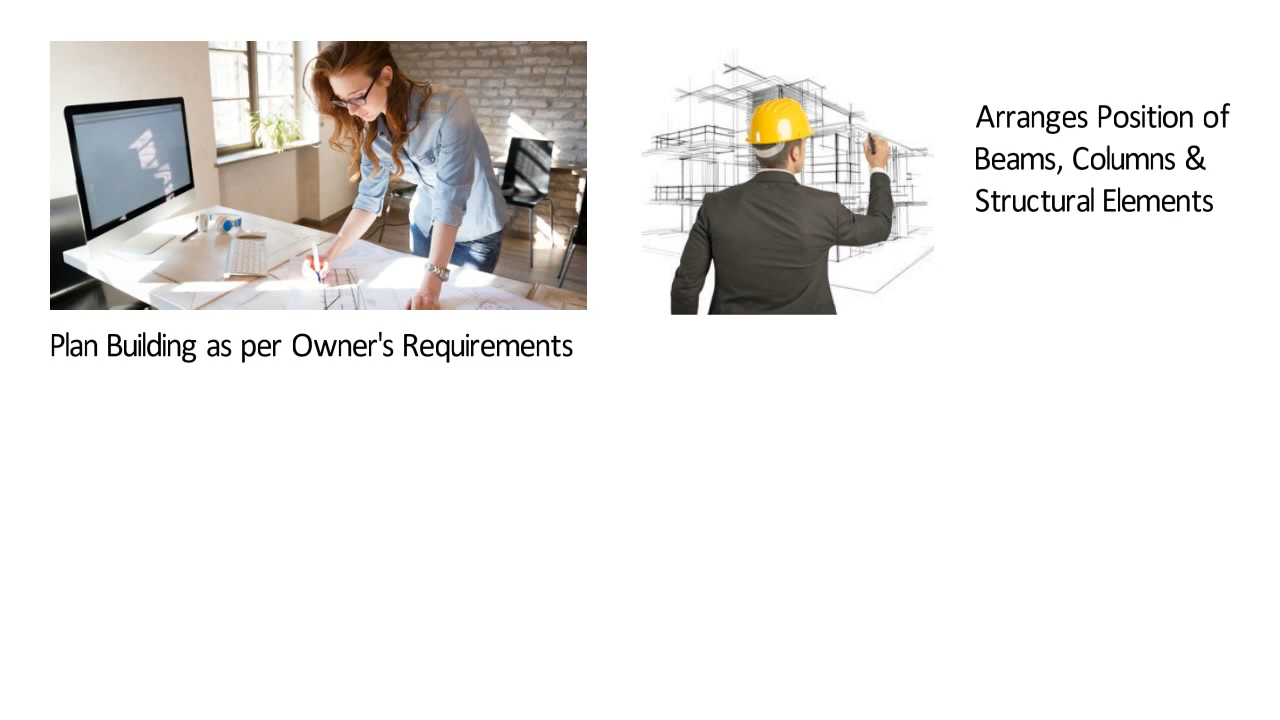 Plan Building as per Owner's Requirements
Arranges Position of
Beams, Columns &
Structural Elements